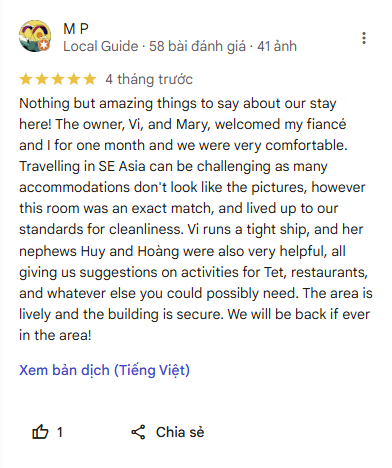 M P
Local Guide · 58 bài đánh giá · 41 ảnh
4 tháng trước
Nothing but amazing things to say about our stay
here! The owner, Vi, and Mary, welcomed my fiancé
and I for one month and we were very comfortable.
Travelling in SE Asia can be challenging as many
accommodations don't look like the pictures, however
this room was an exact match, and lived up to our
standards for cleanliness. Vi runs a tight ship, and her
nephews Huy and Hoàng were also very helpful, all
giving us suggestions on activities for Tet, restaurants,
and whatever else you could possibly need. The area is
lively and the building is secure. We will be back if ever
in the area!
Xem bản dịch (Tiếng Việt)
1
Chia sẻ